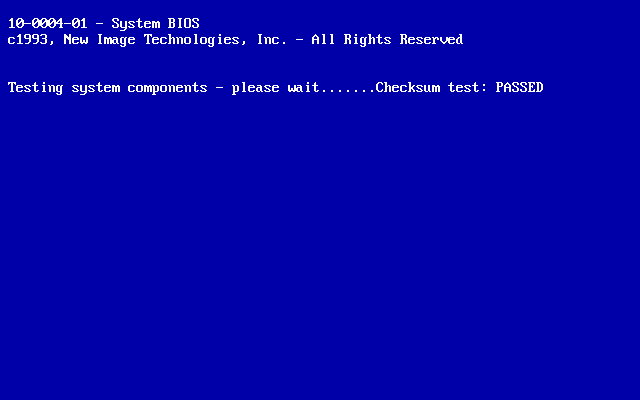 10-0004-01 - System BIOS
c1993, New Image Technologies, Inc. - All Rights Reserved
Testing system components - please wait.......Checksum test: PASSED